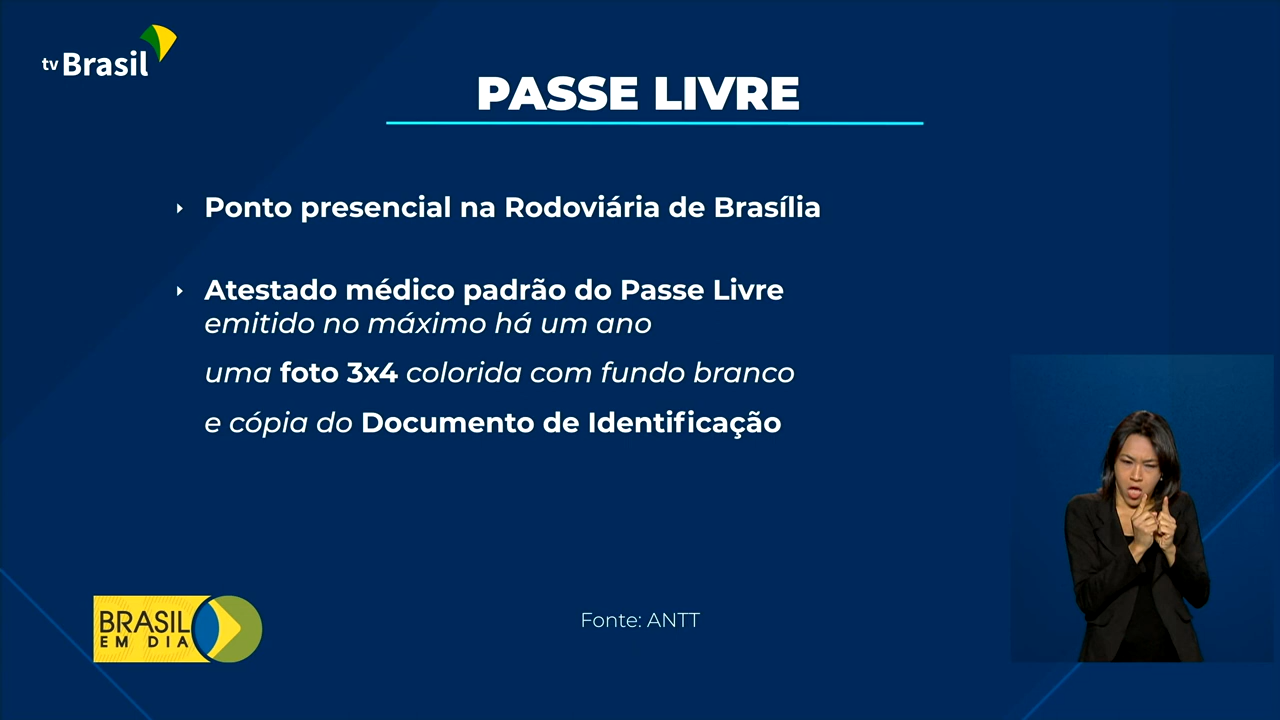 tv Brasil
PASSE LIVRE
Ponto presencial na Rodoviária de Brasília
Atestado médico padrão do Passe Livre
emitido no máximo há um ano
uma foto 3x4 colorida com fundo branco
e cópia do Documento de Identificação
BRASIL
EM DIA
Fonte: ANTT